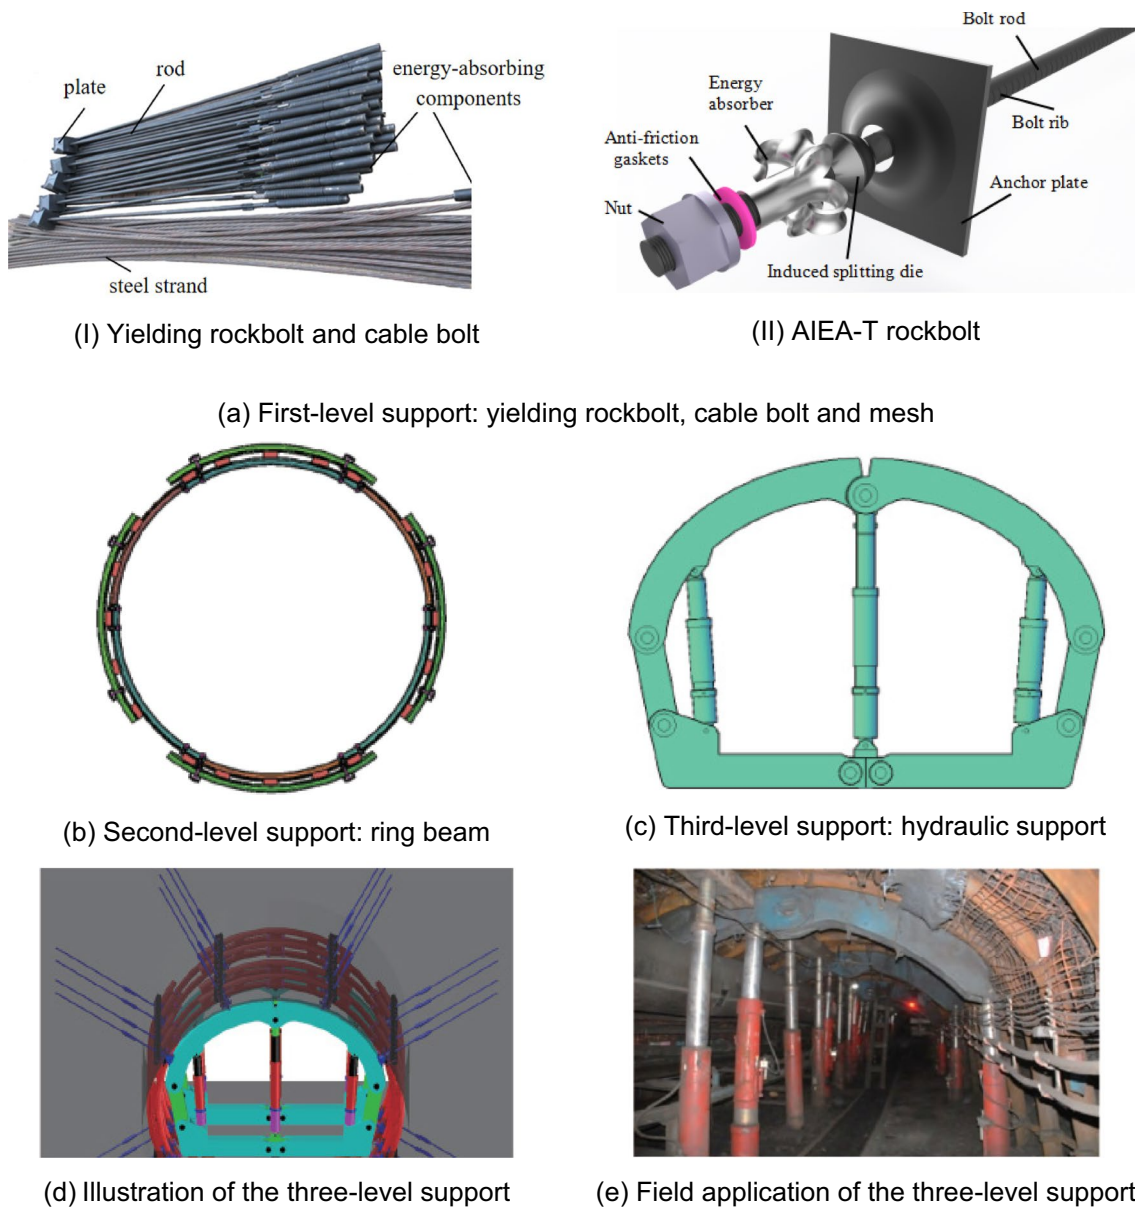 plate
rod
energy-absorbing
components
steel strand
(I) Yielding rockbolt and cable bolt
Bolt rod
Energy
absorber
Bolt rib
Anti-friction
gaskets
Anchor plate
Nut
Induced splitting die
(II) AIEA-T rockbolt
(a) First-level support: yielding rockbolt, cable bolt and mesh
(b) Second-level support: ring beam
(c) Third-level support: hydraulic support
(d) Illustration of the three-level support
(e) Field application of the three-level support